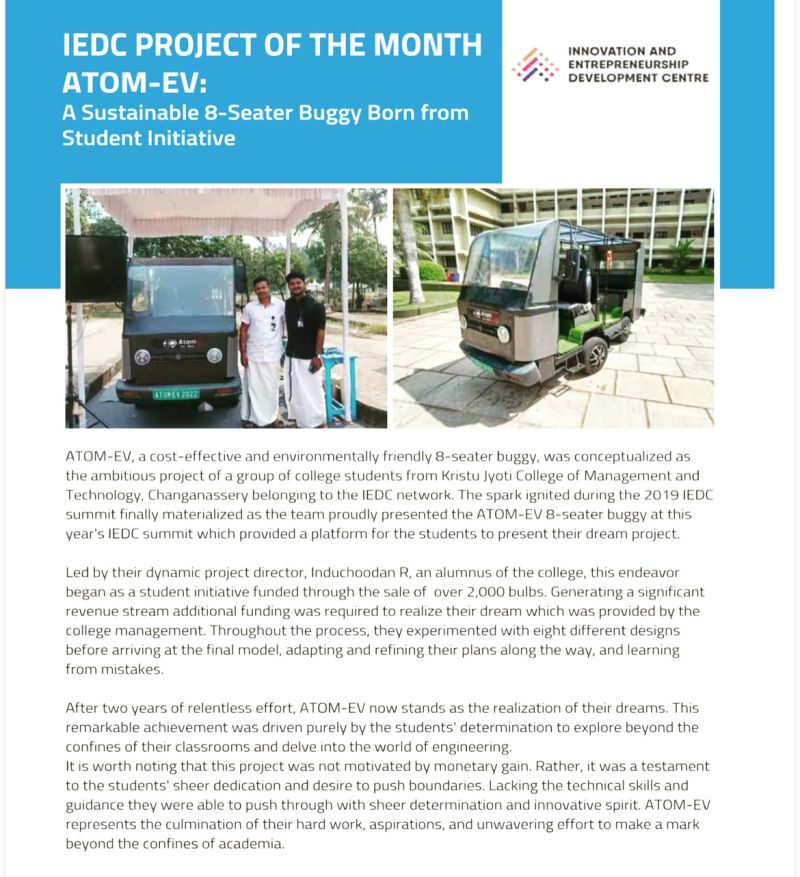 IEDC PROJECT OF THE MONTH
ATOM-EV:
A Sustainable 8-Seater Buggy Born from
Student Initiative
INNOVATION AND
ENTREPRENEURSHIP
DEVELOPMENT CENTRE
Atom
ATOM EV 2022
Atom
ATOM-EV, a cost-effective and environmentally friendly 8-seater buggy, was conceptualized as
the ambitious project of a group of college students from Kristu Jyoti College of Management and
Technology, Changanassery belonging to the IEDC network. The spark ignited during the 2019 IEDC
summit finally materialized as the team proudly presented the ATOM-EV 8-seater buggy at this
year's IEDC summit which provided a platform for the students to present their dream project.
Led by their dynamic project director, Induchoodan R, an alumnus of the college, this endeavor
began as a student initiative funded through the sale of over 2,000 bulbs. Generating a significant
revenue stream additional funding was required to realize their dream which was provided by the
college management. Throughout the process, they experimented with eight different designs
before arriving at the final model, adapting and refining their plans along the way, and learning
from mistakes.
After two years of relentless effort, ATOM-EV now stands as the realization of their dreams. This
remarkable achievement was driven purely by the students' determination to explore beyond the
confines of their classrooms and delve into the world of engineering.
It is worth noting that this project was not motivated by monetary gain. Rather, it was a testament
to the students' sheer dedication and desire to push boundaries. Lacking the technical skills and
guidance they were able to push through with sheer determination and innovative spirit. ATOM-EV
represents the culmination of their hard work, aspirations, and unwavering effort to make a mark
beyond the confines of academia.